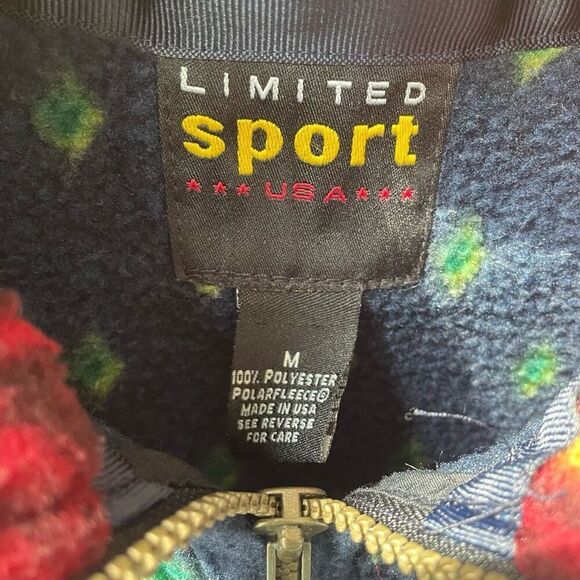 LIMITED
sport
*** USA ***
M
100% POLYESTER
POLARFLEECE®
MADE IN USA
SEE REVERSE
FOR CARE